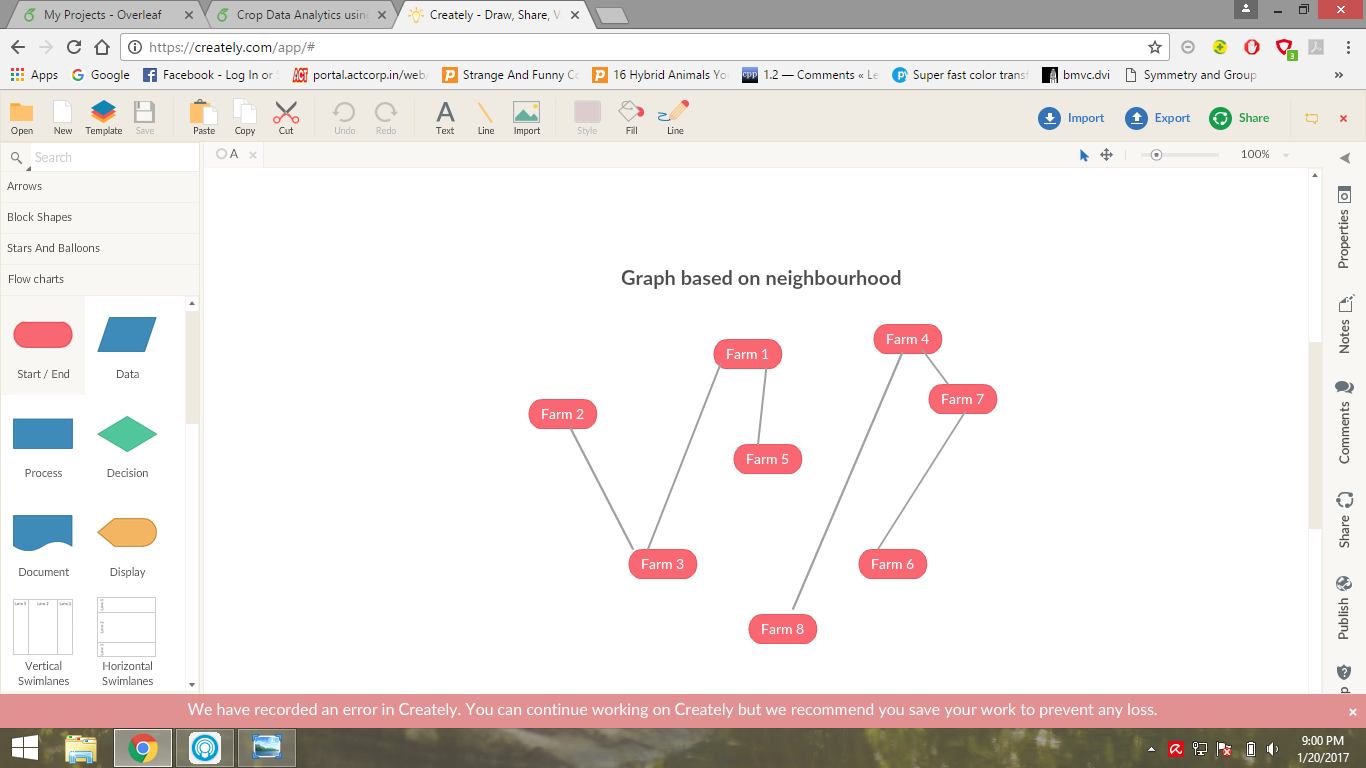 My Projects - Overleaf
Crop Data Analytics using
Creately - Draw, Share, V
https://creately.com/app/#
Apps
Google
Facebook - Log In or S
ACT portal.actcorp.in/web/
Strange And Funny Co
16 Hybrid Animals Yo
cpp 1.2 — Comments « Le
Super fast color transf
bmvc.dvi
Symmetry and Group
»
3
Open
New
Template
Save
Paste
Copy
Cut
Undo
Redo
Text
Line
Import
Style
Fill
Line
Import
Export
Share
Search
A
100%
Arrows
Block Shapes
Stars And Balloons
Flow charts
Start / End
Data
Process
Decision
Document
Display
Vertical
Swimlanes
Horizontal
Swimlanes
Graph based on neighbourhood
Farm 1
Farm 4
Farm 7
Farm 2
Farm 5
Farm 3
Farm 6
Farm 8
Properties
Notes
Comments
Share
Publish
We have recorded an error in Creately. You can continue working on Creately but we recommend you save your work to prevent any loss.
9:00 PM
1/20/2017